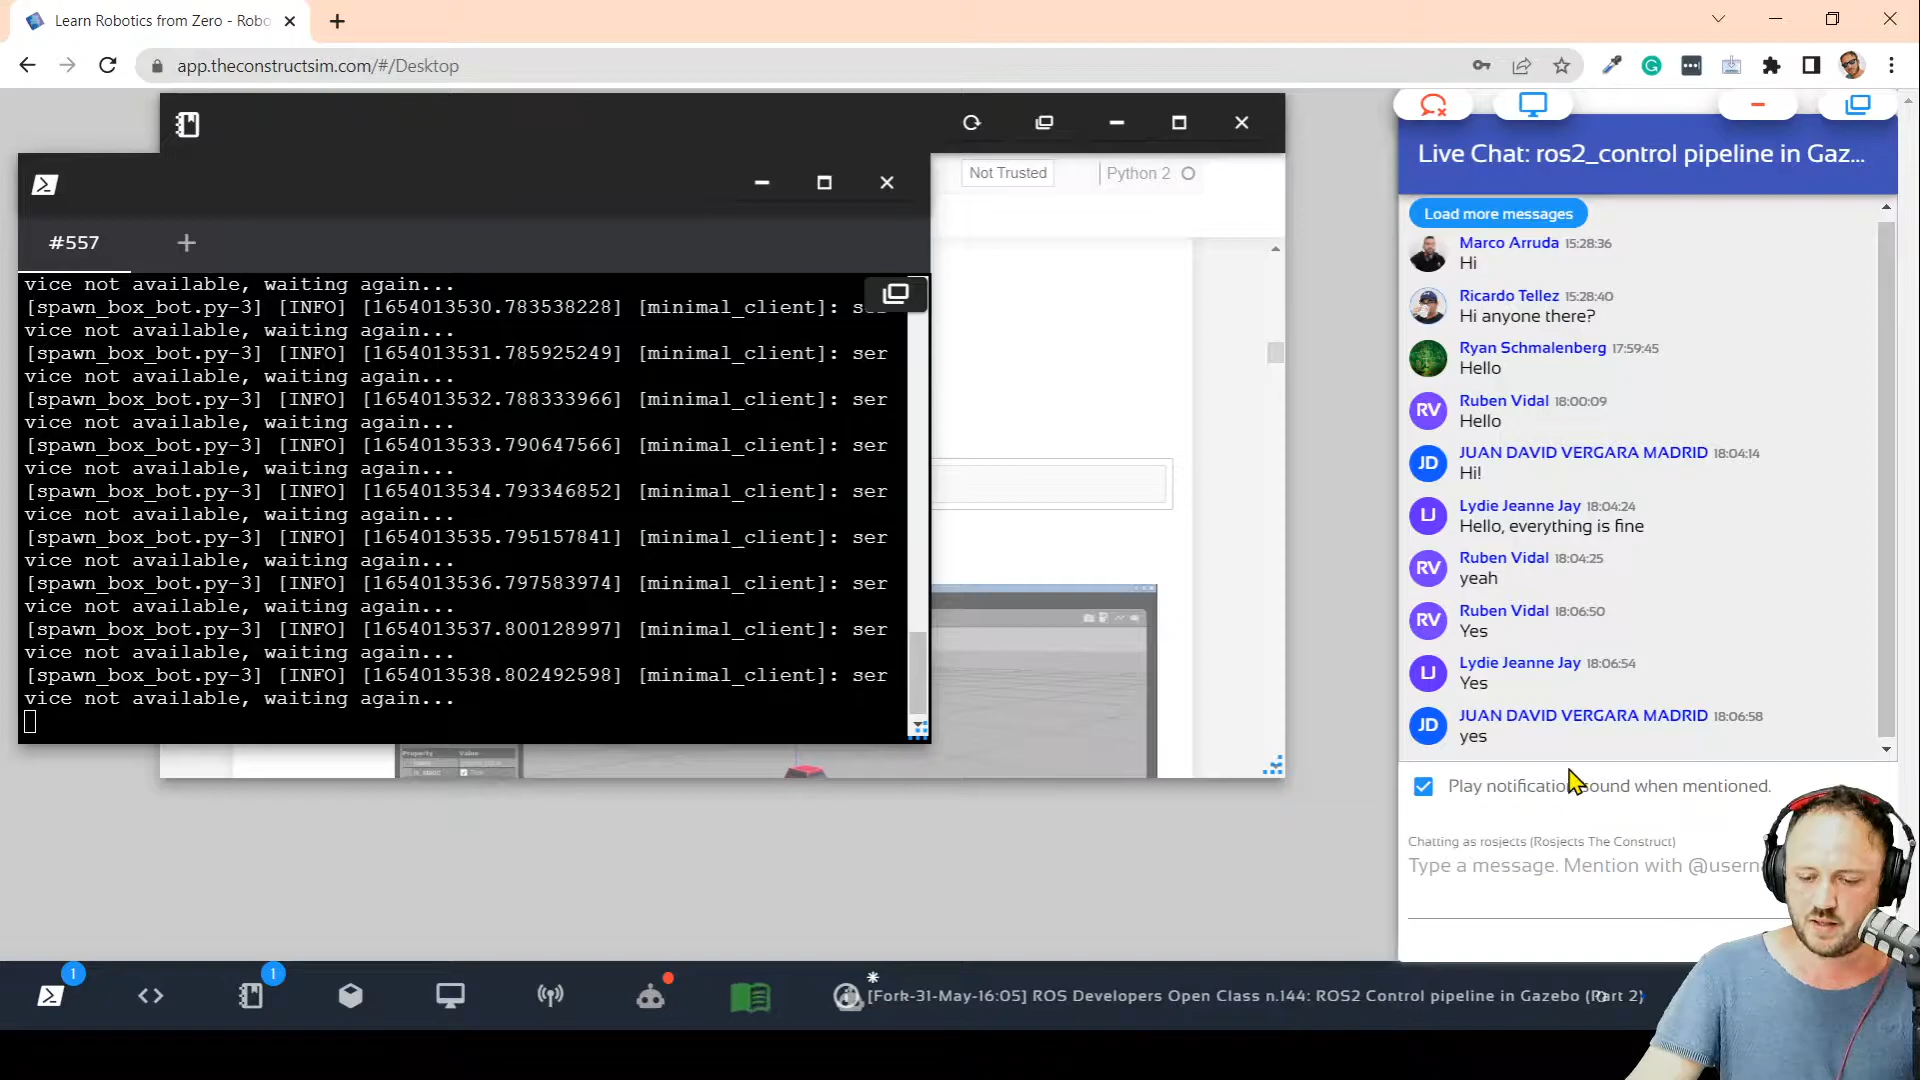 Learn Robotics from Zero - Robo
app.theconstructsim.com/#/Desktop
Not Trusted
Python 2
#557
vice not available, waiting again...
[spawn_box_bot.py-3] [INFO] [1654013530.783538228] [minimal_client]: ser
vice not available, waiting again...
[spawn_box_bot.py-3] [INFO] [1654013531.785925249] [minimal_client]: ser
vice not available, waiting again...
[spawn_box_bot.py-3] [INFO] [1654013532.788333966] [minimal_client]: ser
vice not available, waiting again...
[spawn_box_bot.py-3] [INFO] [1654013533.790647566] [minimal_client]: ser
vice not available, waiting again...
[spawn_box_bot.py-3] [INFO] [1654013534.793346852] [minimal_client]: ser
vice not available, waiting again...
[spawn_box_bot.py-3] [INFO] [1654013535.795157841] [minimal_client]: ser
vice not available, waiting again...
[spawn_box_bot.py-3] [INFO] [1654013536.797583974] [minimal_client]: ser
vice not available, waiting again...
[spawn_box_bot.py-3] [INFO] [1654013537.800128997] [minimal_client]: ser
vice not available, waiting again...
[spawn_box_bot.py-3] [INFO] [1654013538.802492598] [minimal_client]: ser
vice not available, waiting again...
Property Value
Live Chat: ros2_control pipeline in Gaz...
Load more messages
Marco Arruda 15:28:36
Hi
Ricardo Tellez 15:28:40
Hi anyone there?
Ryan Schmalenberg 17:59:45
Hello
RV
Ruben Vidal 18:00:09
Hello
JD
JUAN DAVID VERGARA MADRID 18:04:14
Hi!
LJ
Lydie Jeanne Jay 18:04:24
Hello, everything is fine
RV
Ruben Vidal 18:04:25
yeah
RV
Ruben Vidal 18:06:50
Yes
LJ
Lydie Jeanne Jay 18:06:54
Yes
JD
JUAN DAVID VERGARA MADRID 18:06:58
yes
Play notification sound when mentioned.
Chatting as rosjects (Rosjects The Construct)
Type a message. Mention with @usern
1
1
[Fork-31-May-16:05] ROS Developers Open Class n.144: ROS2 Control pipeline in Gazebo (Part 2)